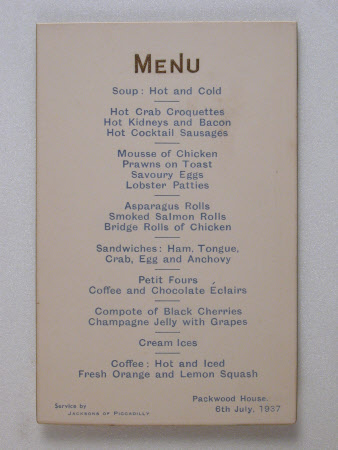 MENU
Soup: Hot and Cold
Hot Crab Croquettes
Hot Kidneys and Bacon
Hot Cocktail Sausages
Mousse of Chicken
Prawns on Toast
Savoury Eggs
Lobster Patties
Asparagus Rolls
Smoked Salmon Rolls
Bridge Rolls of Chicken
Sandwiches: Ham, Tongue,
Crab, Egg and Anchovy
Petit Fours
Coffee and Chocolate Éclairs
Compote of Black Cherries
Champagne Jelly with Grapes
Cream Ices
Coffee: Hot and Iced
Fresh Orange and Lemon Squash
Service by
JACKSONS OF PICCADILLY
Packwood House.
6th July, 1937